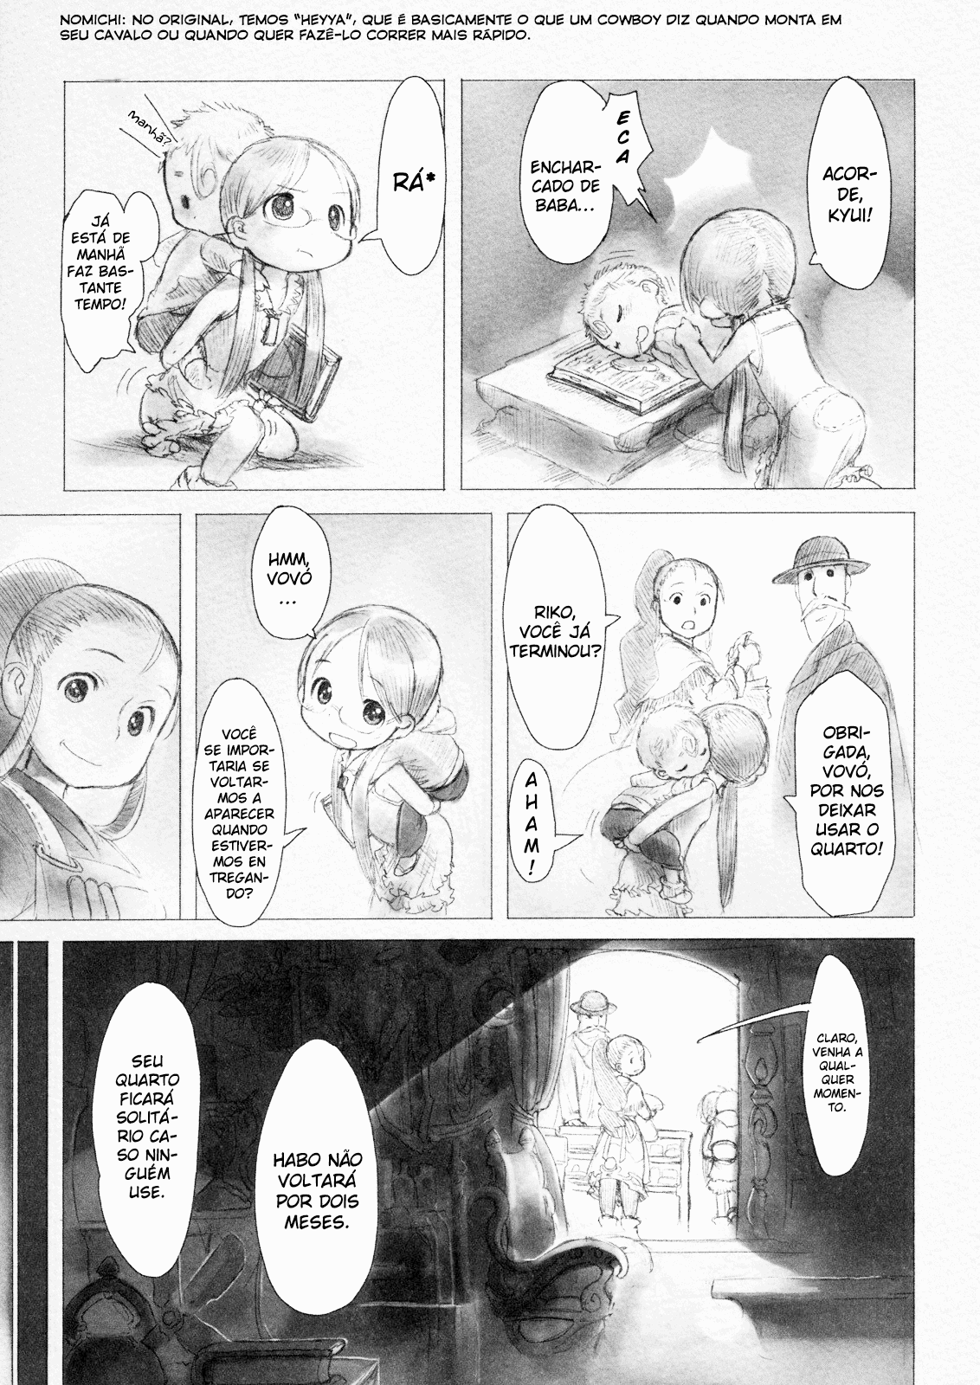 NOMICHI: NO ORIGINAL, TEMOS "HEYYA", QUE É BASICAMENTE O QUE UM COWBOY DIZ QUANDO MONTA EM
SEU CAVALO OU QUANDO QUER FAZÊ-LO CORRER MAIS RÁPIDO.
ACOR-
DE,
KYUI!
ECA
ENCHAR-
CADO DE
BABA...
RÁ*
Manhã?
JÁ
ESTÁ DE
MANHÃ
FAZ BAS-
TANTE
TEMPO!
RIKO,
VOCÊ JÁ
TERMINOU?
AHAM!
OBRI-
GADA,
VOVÓ,
POR NOS
DEIXAR
USAR O
QUARTO!
HMM,
VOVÓ
...
VOCÊ
SE IMPOR-
TARIA SE
VOLTAR-
MOS A
APARECER
QUANDO
ESTIVER-
MOS EN
TREGAN-
DO?
CLARO,
VENHA A
QUAL-
QUER
MOMEN-
TO.
HABO NÃO
VOLTARÁ
POR DOIS
MESES.
SEU
QUARTO
FICARÁ
SOLITÁ-
RIO CA-
SO NIN-
GUÉM
USE.